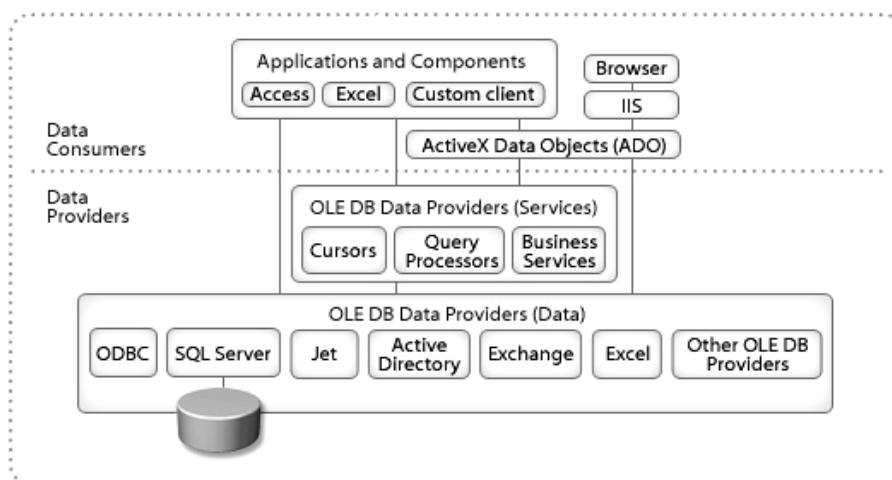 Applications and Components
Browser
Access
Excel
Custom client
IIS
Data
Consumers
ActiveX Data Objects (ADO)
Data
Providers
OLE DB Data Providers (Services)
Cursors
Query
Processors
Business
Services
OLE DB Data Providers (Data)
ODBC
SQL Server
Jet
Active
Directory
Exchange
Excel
Other OLE DB
Providers